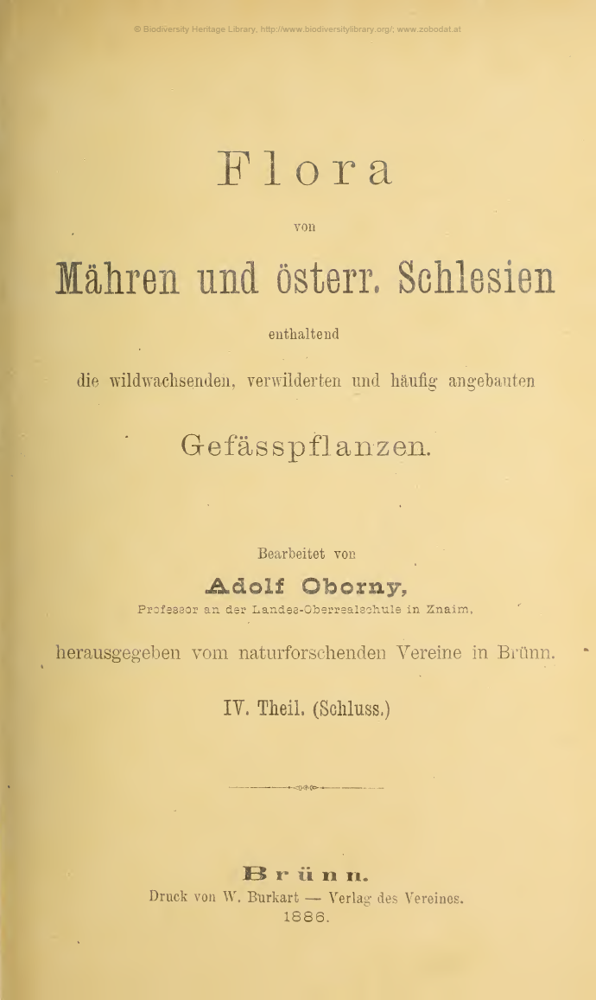 © Biodiversity Heritage Library, http://www.biodiversitylibrary.org/; www.zobodat.at
Flora
von
Mähren und österr. Schlesien
enthaltend
die wildwachsenden, verwilderten und häufig angebauten
Gefässpflanzen.
Bearbeitet von
Adolf Oborny,
Professor an der Landes-Oberrealschule in Znaim,
herausgegeben vom naturforschenden Vereine in Brünn.
IV. Theil. (Schluss.)
Brünn.
Druck von W. Burkart — Verlag des Vereines.
1886.